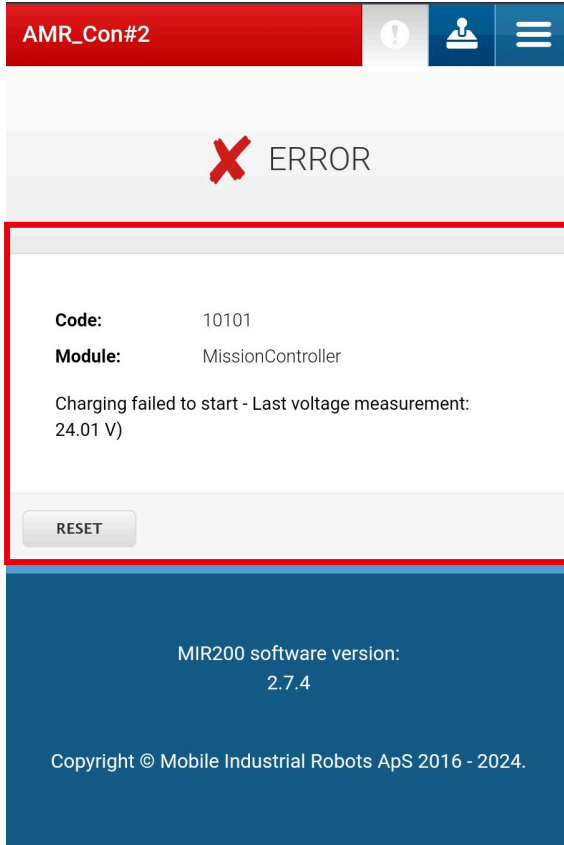 AMR_Con#2
ERROR
Code: 10101
Module: MissionController
Charging failed to start - Last voltage measurement:
24.01 V)
RESET
MIR200 software version:
2.7.4
Copyright © Mobile Industrial Robots ApS 2016 - 2024.